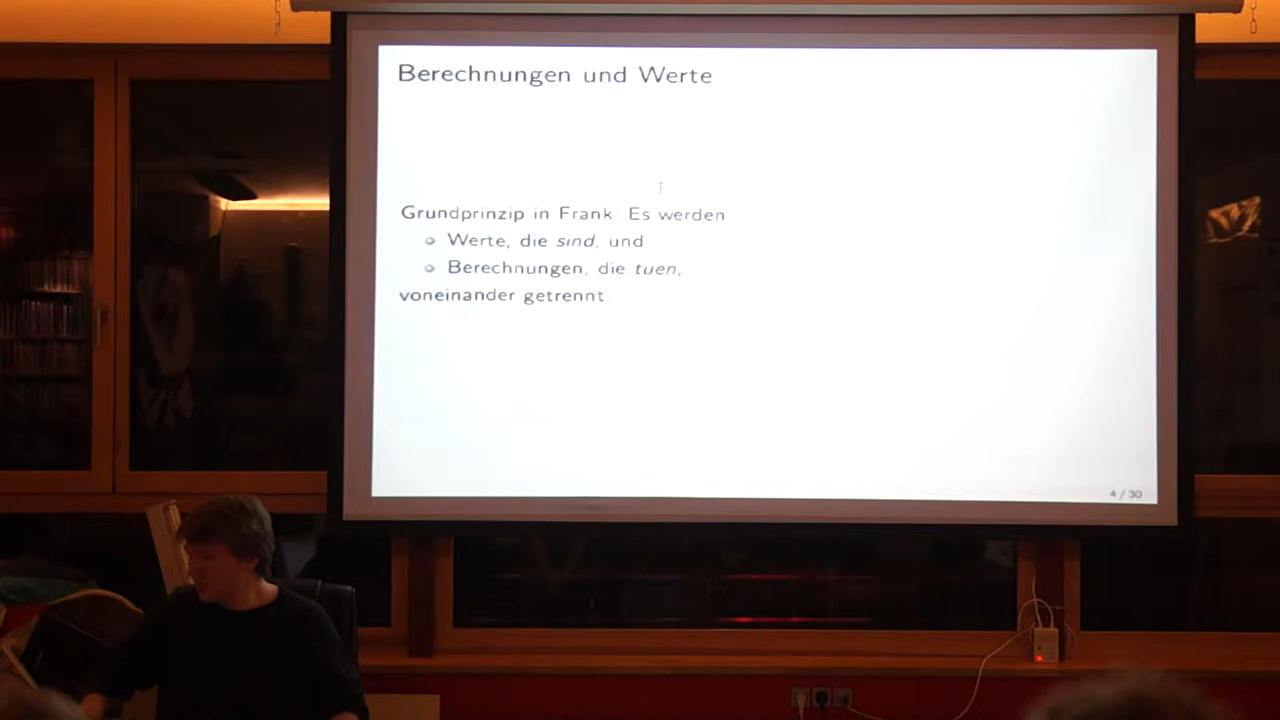 Berechnungen und Werte
Grundprinzip in Frank: Es werden
Werte, die sind, und
Berechnungen, die tuen,
voneinander getrennt.
4 / 30